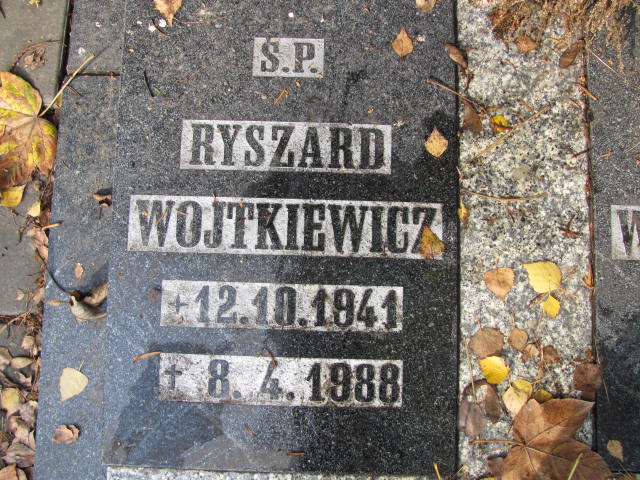 Ś.P.
RYSZARD
WOJTKIEWICZ
+12.10.1941
+ 8. 4. 1988